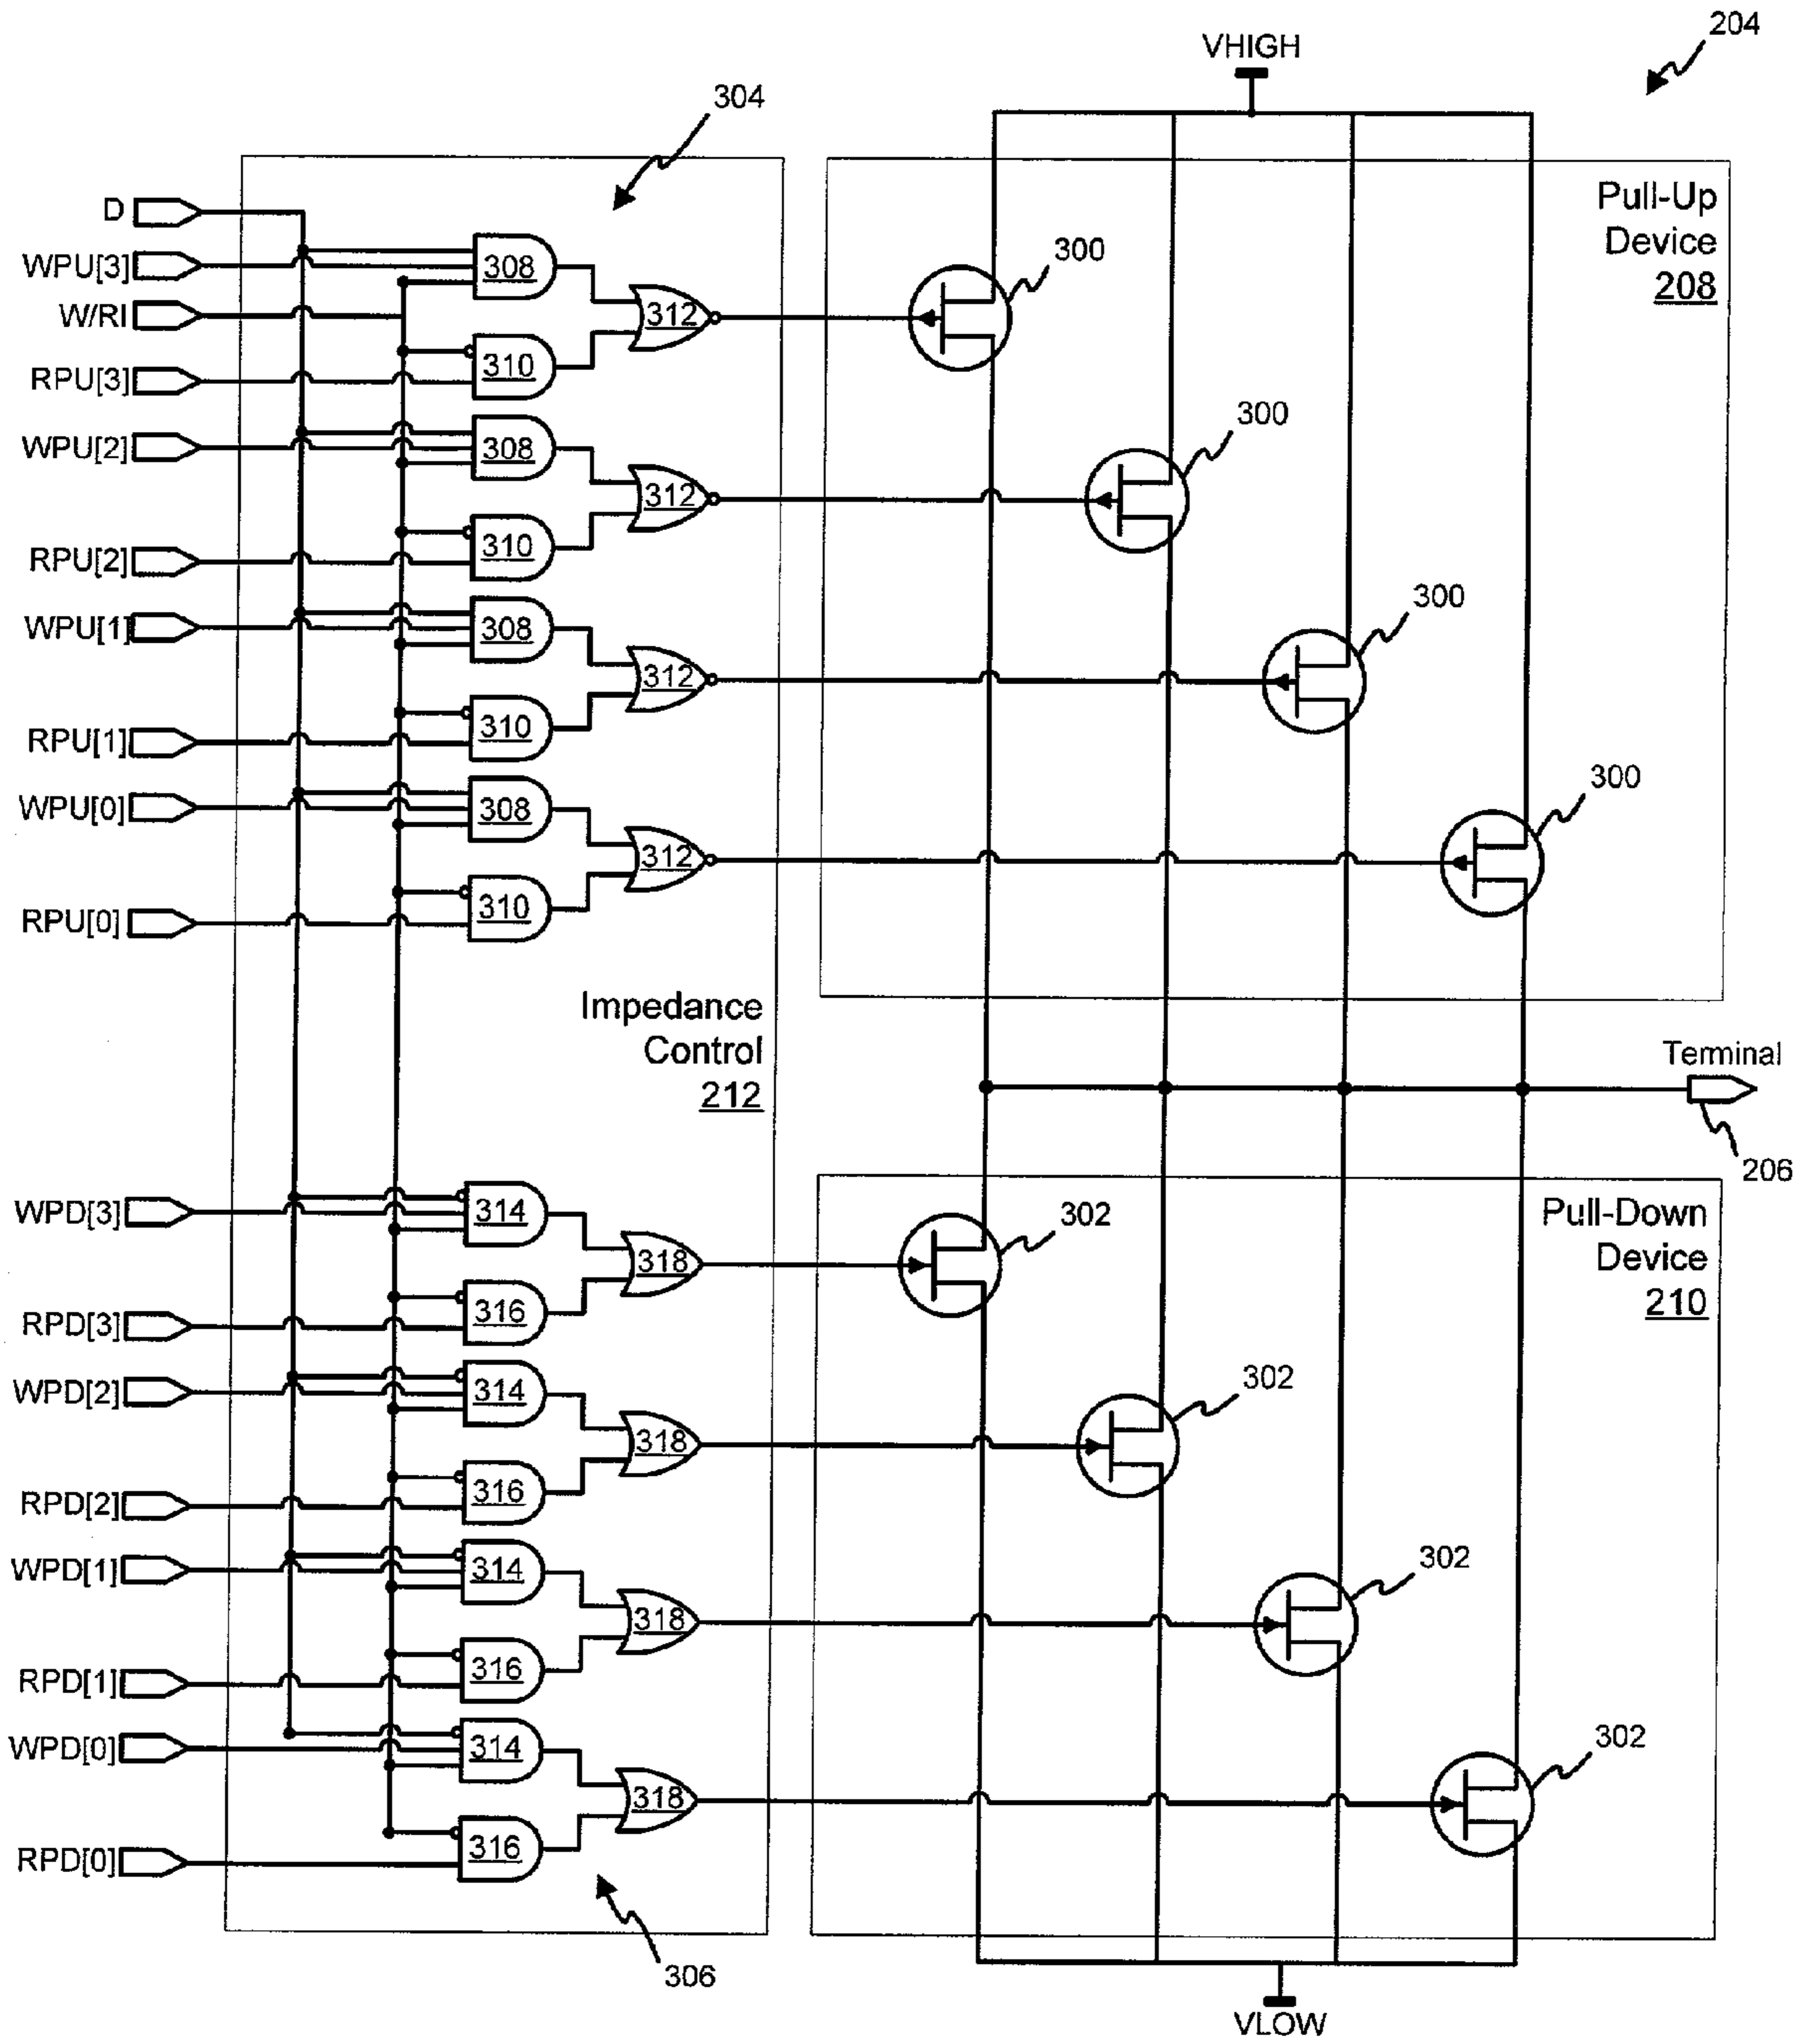 204
VHIGH
304
Pull-Up
Device
208
D
WPU[3]
W/RI
RPU[3]
308
310
312
300
WPU[2]
RPU[2]
308
310
312
300
WPU[1]
RPU[1]
308
310
312
300
WPU[0]
RPU[0]
308
310
312
300
Impedance
Control
212
Terminal
206
WPD[3]
RPD[3]
314
316
318
302
Pull-Down
Device
210
WPD[2]
RPD[2]
314
316
318
302
WPD[1]
RPD[1]
314
316
318
302
WPD[0]
RPD[0]
314
316
318
302
306
VLOW